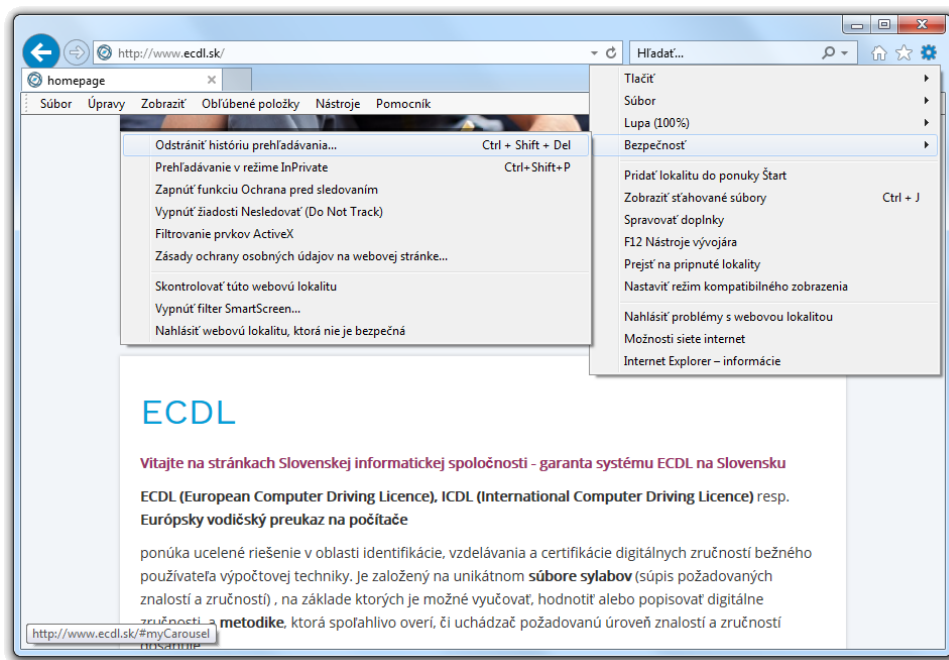 http://www.ecdl.sk/
Hľadať...
homepage
Súbor Úpravy Zobraziť Obľúbené položky Nástroje Pomocník
Tlačiť
Súbor
Lupa (100%)
Bezpečnosť
Pridať lokalitu do ponuky Štart
Zobraziť sťahované súbory Ctrl + J
Spravovať doplnky
F12 Nástroje vývojára
Prejsť na pripnuté lokality
Nastaviť režim kompatibilného zobrazenia
Nahlásiť problémy s webovou lokalitou
Možnosti siete internet
Internet Explorer – informácie
Odstrániť históriu prehľadávania... Ctrl + Shift + Del
Prehľadávanie v režime InPrivate Ctrl+Shift+P
Zapnúť funkciu Ochrana pred sledovaním
Vypnúť žiadosti Nesledovať (Do Not Track)
Filtrovanie prvkov ActiveX
Zásady ochrany osobných údajov na webovej stránke...
Skontrolovať túto webovú lokalitu
Vypnúť filter SmartScreen...
Nahlásiť webovú lokalitu, ktorá nie je bezpečná
ECDL
Vitajte na stránkach Slovenskej informatickej spoločnosti - garanta systému ECDL na Slovensku
ECDL (European Computer Driving Licence), ICDL (International Computer Driving Licence) resp.
Európsky vodičský preukaz na počítače
ponúka ucelené riešenie v oblasti identifikácie, vzdelávania a certifikácie digitálnych zručností bežného
používateľa výpočtovej techniky. Je založený na unikátnom súbore sylabov (súpis požadovaných
znalostí a zručností) , na základe ktorých je možné vyučovať, hodnotiť alebo popisovať digitálne
zručnosti, a metodike, ktorá spoľahlivo overí, či uchádzač požadovanú úroveň znalostí a zručností
http://www.ecdl.sk/#myCarousel